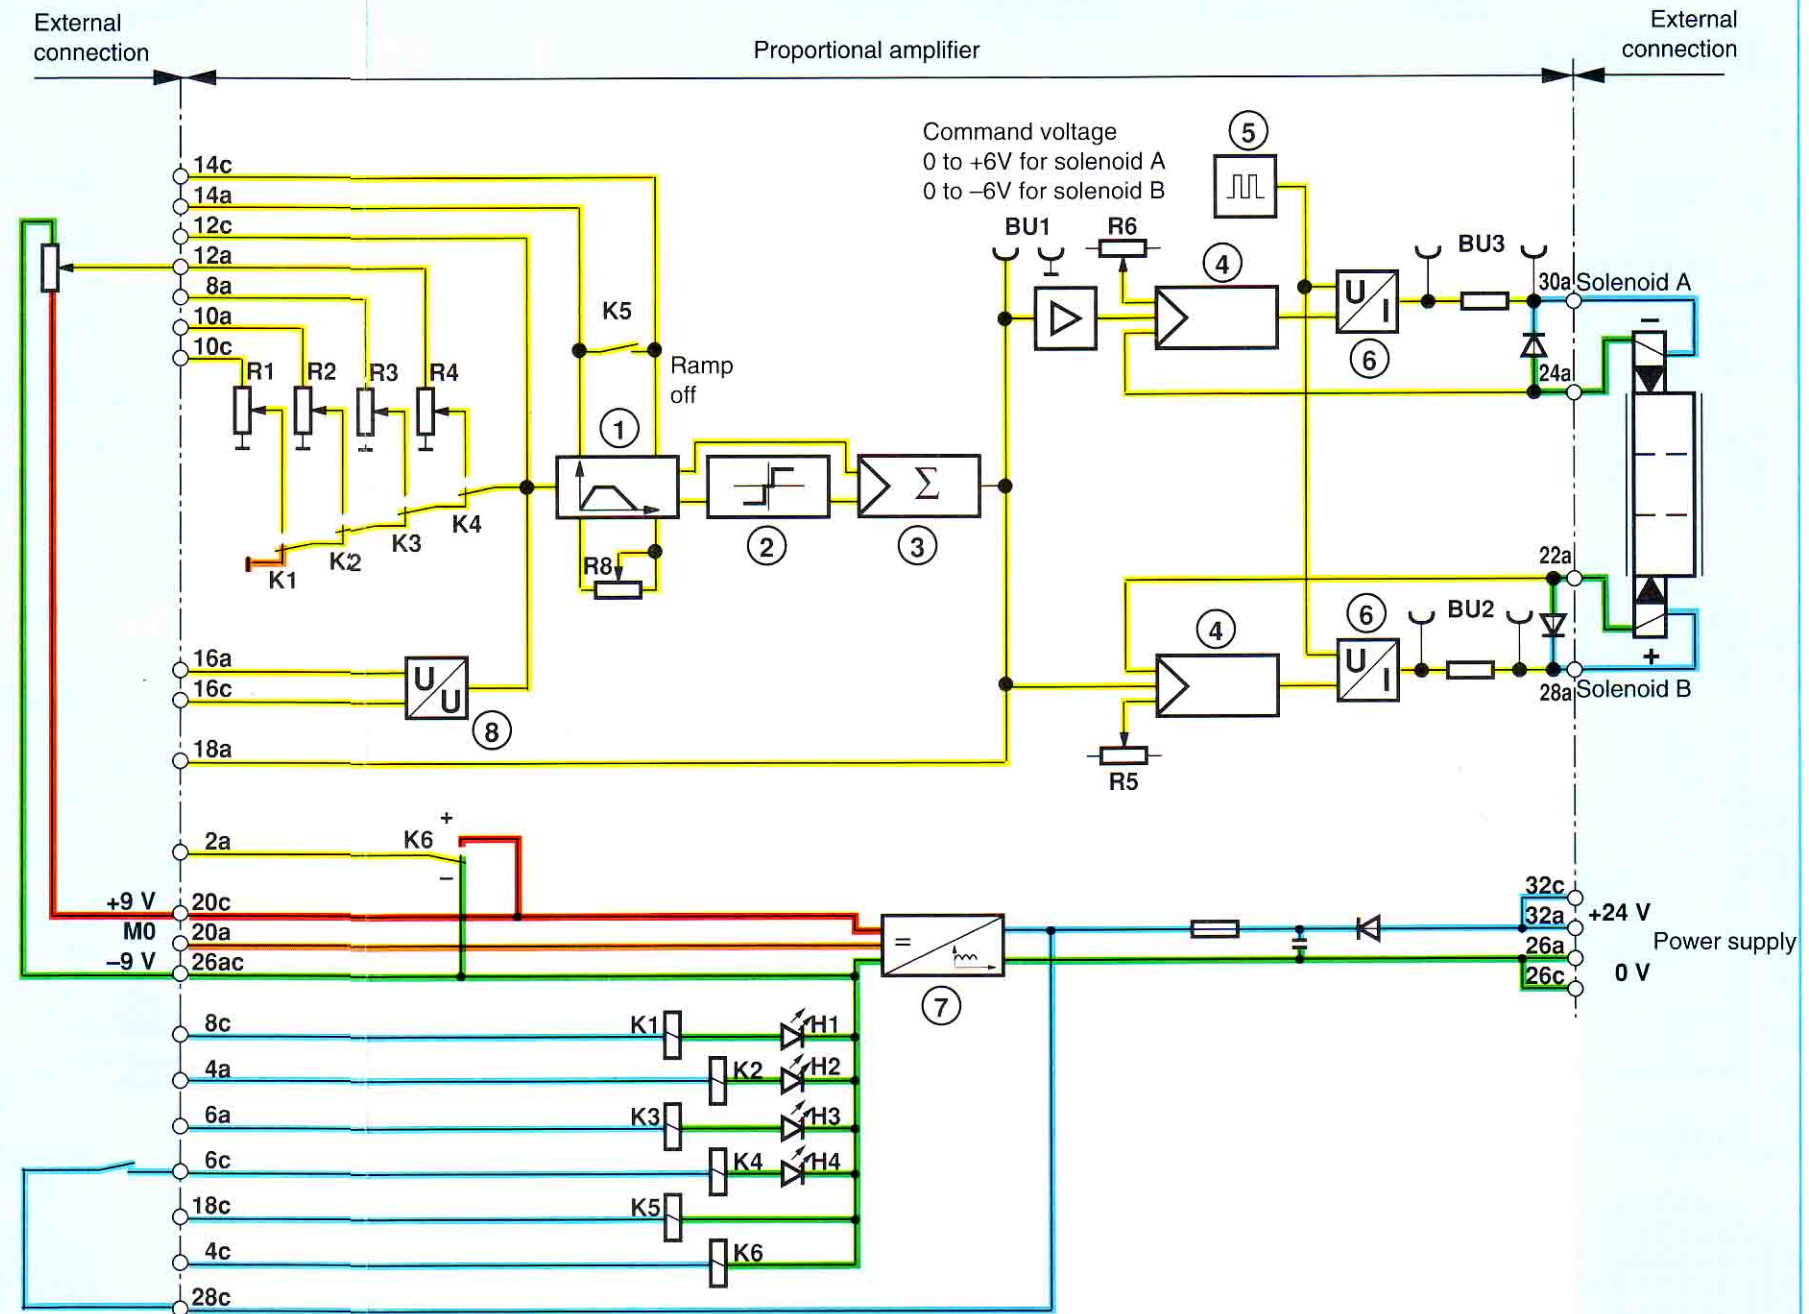 External
connection
Proportional amplifier
External
connection
Command voltage
0 to +6V for solenoid A
0 to –6V for solenoid B
5
14c
14a
12c
12a
8a
10a
10c
R1
R2
R3
R4
K5
Ramp
off
BU1
R6
4
U
I
6
BU3
30a
Solenoid A
–
24a
1
2
Σ
3
K4
K3
K2
K1
R8
22a
16a
16c
U
U
8
18a
4
R5
6
U
I
BU2
+
28a
Solenoid B
2a
K6
+
–
+9 V
20c
M0
20a
–9 V
26ac
=
7
32c
32a
+24 V
26a
Power supply
26c
0 V
8c
K1
H1
4a
K2
H2
6a
K3
H3
6c
K4
H4
18c
K5
4c
K6
28c